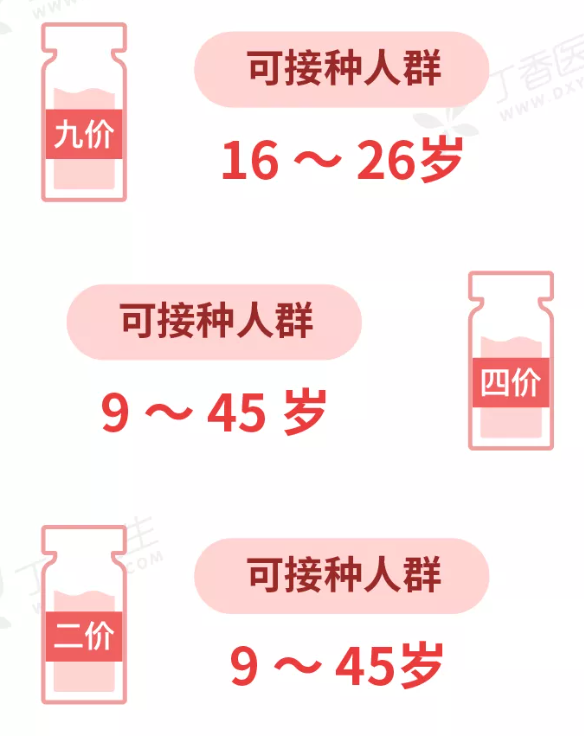 可接种人群
九价
16 ～ 26岁
可接种人群
四价
9 ～ 45 岁
可接种人群
二价
9 ～ 45岁